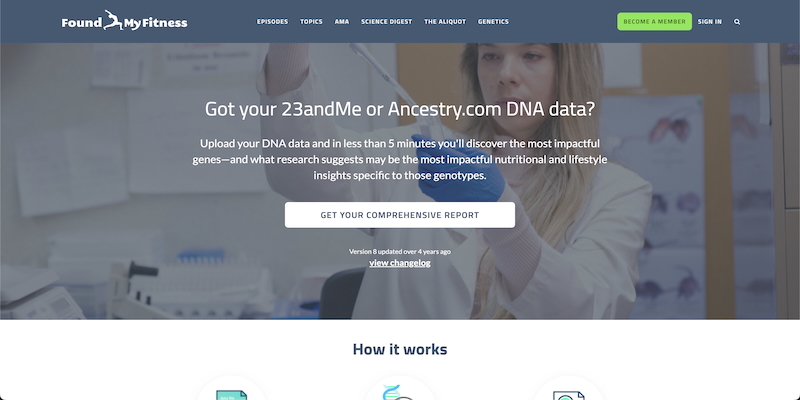 Found MyFitness
EPISODES TOPICS AMA SCIENCE DIGEST THE ALIQUOT GENETICS
BECOME A MEMBER SIGN IN
Got your 23andMe or Ancestry.com DNA data?
Upload your DNA data and in less than 5 minutes you'll discover the most impactful
genes—and what research suggests may be the most impactful nutritional and lifestyle
insights specific to those genotypes.
GET YOUR COMPREHENSIVE REPORT
Version 8 updated over 4 years ago
view changelog
How it works